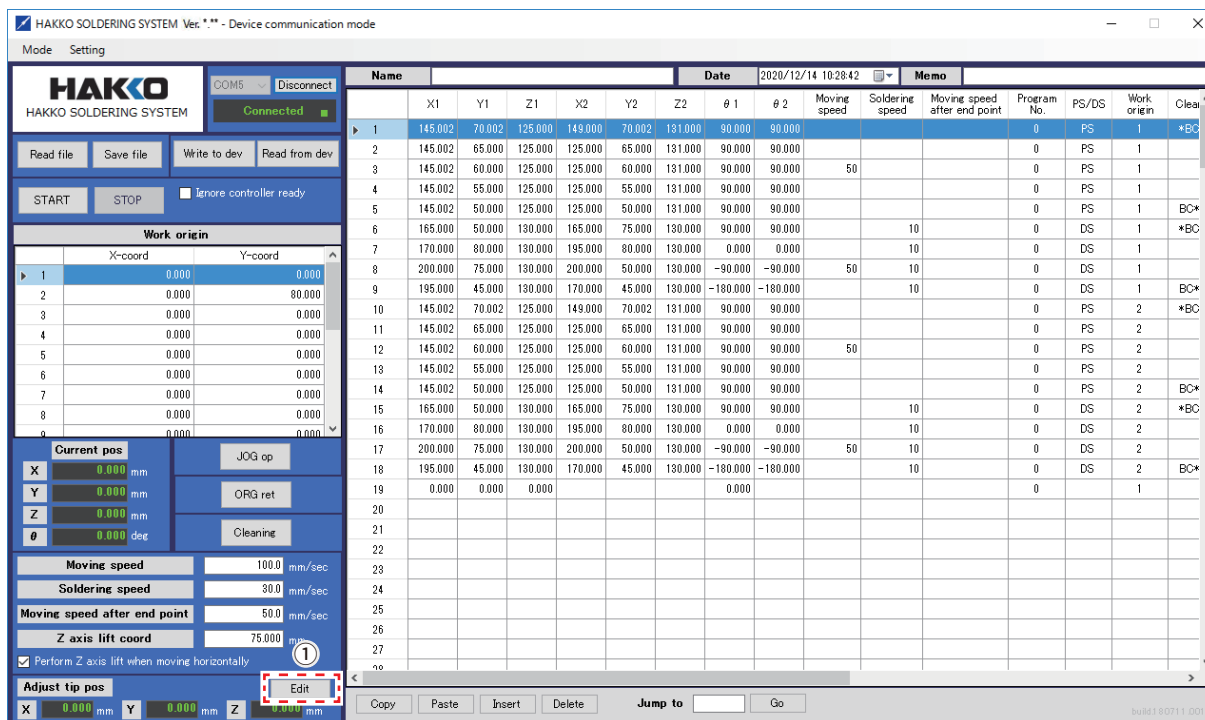 HAKKO SOLDERING SYSTEM Ver. *.** - Device communication mode
Mode Setting
HAKKO
HAKKO SOLDERING SYSTEM
COM5 Disconnect
Connected
Read file Save file Write to dev Read from dev
START STOP Ignore controller ready
Work origin
X-coord Y-coord
1 0.000 0.000
2 0.000 80.000
3 0.000 0.000
4 0.000 0.000
5 0.000 0.000
6 0.000 0.000
7 0.000 0.000
8 0.000 0.000
9 0.000 0.000
Current pos
X 0.000 mm
Y 0.000 mm
Z 0.000 mm
θ 0.000 deg
JOG op
ORG ret
Cleaning
Moving speed 100.0 mm/sec
Soldering speed 30.0 mm/sec
Moving speed after end point 50.0 mm/sec
Z axis lift coord 75.000 mm
Perform Z axis lift when moving horizontally
①
Adjust tip pos Edit
X 0.000 mm Y 0.000 mm Z 0.000 mm
Name Date 2020/12/14 10:28:42 Memo
X1 Y1 Z1 X2 Y2 Z2 θ 1 θ 2 Moving speed Soldering speed Moving speed after end point Program No. PS/DS Work origin Clear
1 145.002 70.002 125.000 149.000 70.002 131.000 90.000 90.000 0 PS 1 *BC
2 145.002 65.000 125.000 125.000 65.000 131.000 90.000 90.000 0 PS 1
3 145.002 60.000 125.000 125.000 60.000 131.000 90.000 90.000 50 0 PS 1
4 145.002 55.000 125.000 125.000 55.000 131.000 90.000 90.000 0 PS 1
5 145.002 50.000 125.000 125.000 50.000 131.000 90.000 90.000 0 PS 1 BC*
6 165.000 50.000 130.000 165.000 75.000 130.000 90.000 90.000 10 0 DS 1 *BC
7 170.000 80.000 130.000 195.000 80.000 130.000 0.000 0.000 10 0 DS 1
8 200.000 75.000 130.000 200.000 50.000 130.000 -90.000 -90.000 50 10 0 DS 1
9 195.000 45.000 130.000 170.000 45.000 130.000 -180.000 -180.000 10 0 DS 1 BC*
10 145.002 70.002 125.000 149.000 70.002 131.000 90.000 90.000 0 PS 2 *BC
11 145.002 65.000 125.000 125.000 65.000 131.000 90.000 90.000 0 PS 2
12 145.002 60.000 125.000 125.000 60.000 131.000 90.000 90.000 50 0 PS 2
13 145.002 55.000 125.000 125.000 55.000 131.000 90.000 90.000 0 PS 2
14 145.002 50.000 125.000 125.000 50.000 131.000 90.000 90.000 0 PS 2 BC*
15 165.000 50.000 130.000 165.000 75.000 130.000 90.000 90.000 10 0 DS 2 *BC
16 170.000 80.000 130.000 195.000 80.000 130.000 0.000 0.000 10 0 DS 2
17 200.000 75.000 130.000 200.000 50.000 130.000 -90.000 -90.000 50 10 0 DS 2
18 195.000 45.000 130.000 170.000 45.000 130.000 -180.000 -180.000 10 0 DS 2 BC*
19 0.000 0.000 0.000 0.000 0 1
20
21
22
23
24
25
26
27
28
Copy Paste Insert Delete Jump to Go
build.180711.001